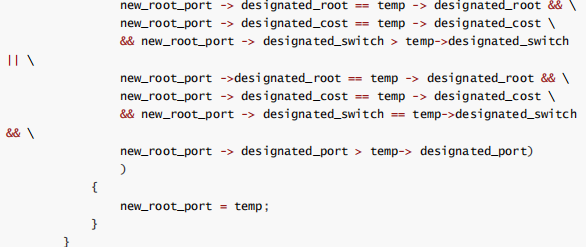 new_root_port -> designated_root == temp -> designated_root && \
new_root_port -> designated_cost == temp -> designated_cost \
&& new_root_port -> designated_switch > temp->designated_switch
|| \
new_root_port ->designated_root == temp -> designated_root && \
new_root_port -> designated_cost == temp -> designated_cost \
&& new_root_port -> designated_switch == temp->designated_switch
&& \
new_root_port -> designated_port > temp-> designated_port)
)
{
new_root_port = temp;
}
}